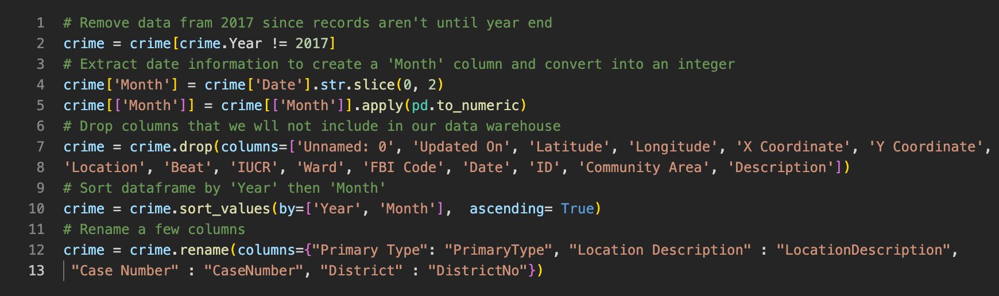 1 # Remove data fram 2017 since records aren't until year end
2 crime = crime[crime.Year != 2017]
3 # Extract date information to create a 'Month' column and convert into an integer
4 crime['Month'] = crime['Date'].str.slice(0, 2)
5 crime[['Month']] = crime[['Month']].apply(pd.to_numeric)
6 # Drop columns that we wll not include in our data warehouse
7 crime = crime.drop(columns=['Unnamed: 0', 'Updated On', 'Latitude', 'Longitude', 'X Coordinate', 'Y Coordinate',
8 'Location', 'Beat', 'IUCR', 'Ward', 'FBI Code', 'Date', 'ID', 'Community Area', 'Description'])
9 # Sort dataframe by 'Year' then 'Month'
10 crime = crime.sort_values(by=['Year', 'Month'],  ascending= True)
11 # Rename a few columns
12 crime = crime.rename(columns={"Primary Type": "PrimaryType", "Location Description" : "LocationDescription",
13  "Case Number" : "CaseNumber", "District" : "DistrictNo"})